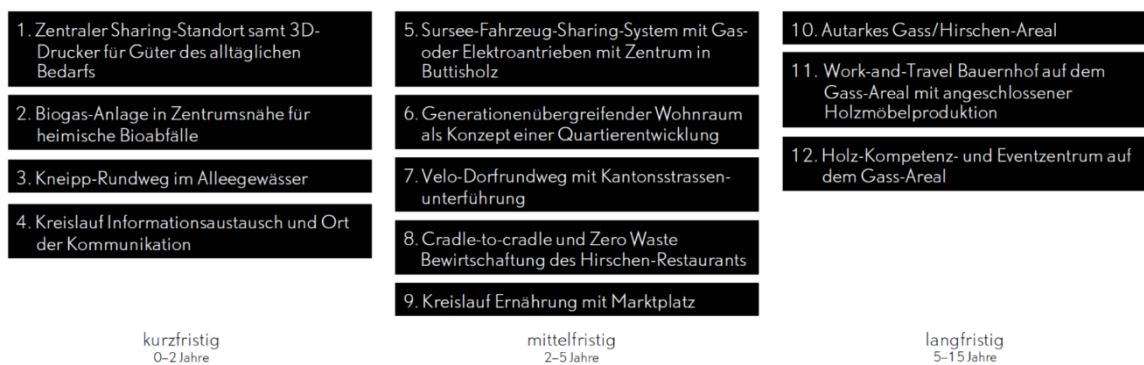 1. Zentraler Sharing-Standort samt 3D-
Drucker für Güter des alltäglichen
Bedarfs
2. Biogas-Anlage in Zentrumsnähe für
heimische Bioabfälle
3. Kneipp-Rundweg im Alleegewässer
4. Kreislauf Informationsaustausch und Ort
der Kommunikation
kurzfristig
0–2 Jahre
5. Sursee-Fahrzeug-Sharing-System mit Gas-
oder Elektroantrieben mit Zentrum in
Buttisholz
6. Generationenübergreifender Wohnraum
als Konzept einer Quartierentwicklung
7. Velo-Dorfrundweg mit Kantonsstrassen-
unterführung
8. Cradle-to-cradle und Zero Waste
Bewirtschaftung des Hirschen-Restaurants
9. Kreislauf Ernährung mit Marktplatz
mittelfristig
2–5 Jahre
10. Autarkes Gass/Hirschen-Areal
11. Work-and-Travel Bauernhof auf dem
Gass-Areal mit angeschlossener
Holzmöbelproduktion
12. Holz-Kompetenz- und Eventzentrum auf
dem Gass-Areal
langfristig
5–15 Jahre